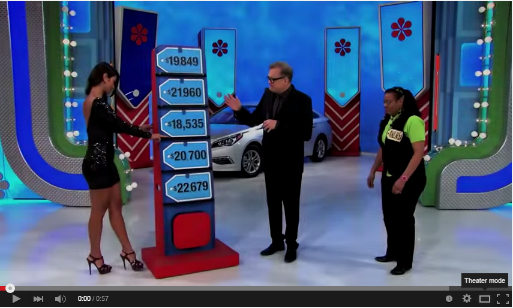 $19849
$21960
$18,535
$20,700
$22679
Theater mode
0:00 / 0:57